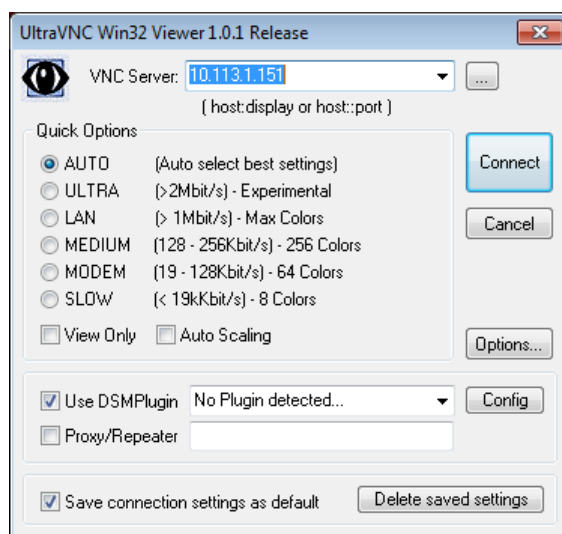 UltraVNC Win32 Viewer 1.0.1 Release
VNC Server: 10.113.1.151 ...
( host:display or host::port )
Quick Options
AUTO (Auto select best settings)
ULTRA (>2Mbit/s) - Experimental
LAN (> 1Mbit/s) - Max Colors
MEDIUM (128 - 256Kbit/s) - 256 Colors
MODEM (19 - 128Kbit/s) - 64 Colors
SLOW (< 19kKbit/s) - 8 Colors
View Only Auto Scaling
Connect
Cancel
Options...
Use DSMPlugin No Plugin detected... Config
Proxy/Repeater
Save connection settings as default Delete saved settings